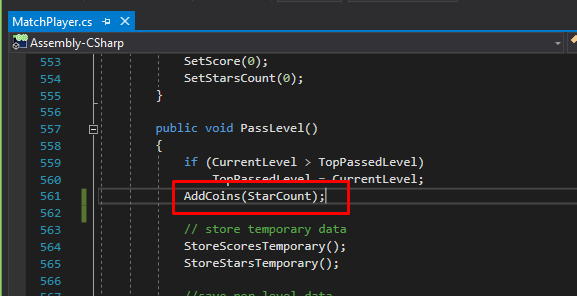 MatchPlayer.cs
Assembly-CSharp
553 SetScore(0);
554 SetStarsCount(0);
555 }
556
557 public void PassLevel()
558 {
559 if (CurrentLevel > TopPassedLevel)
560 TopPassedLevel = CurrentLevel;
561 AddCoins(StarCount);
562
563 // store temporary data
564 StoreScoresTemporary();
565 StoreStarsTemporary();
566
567 //save per level data